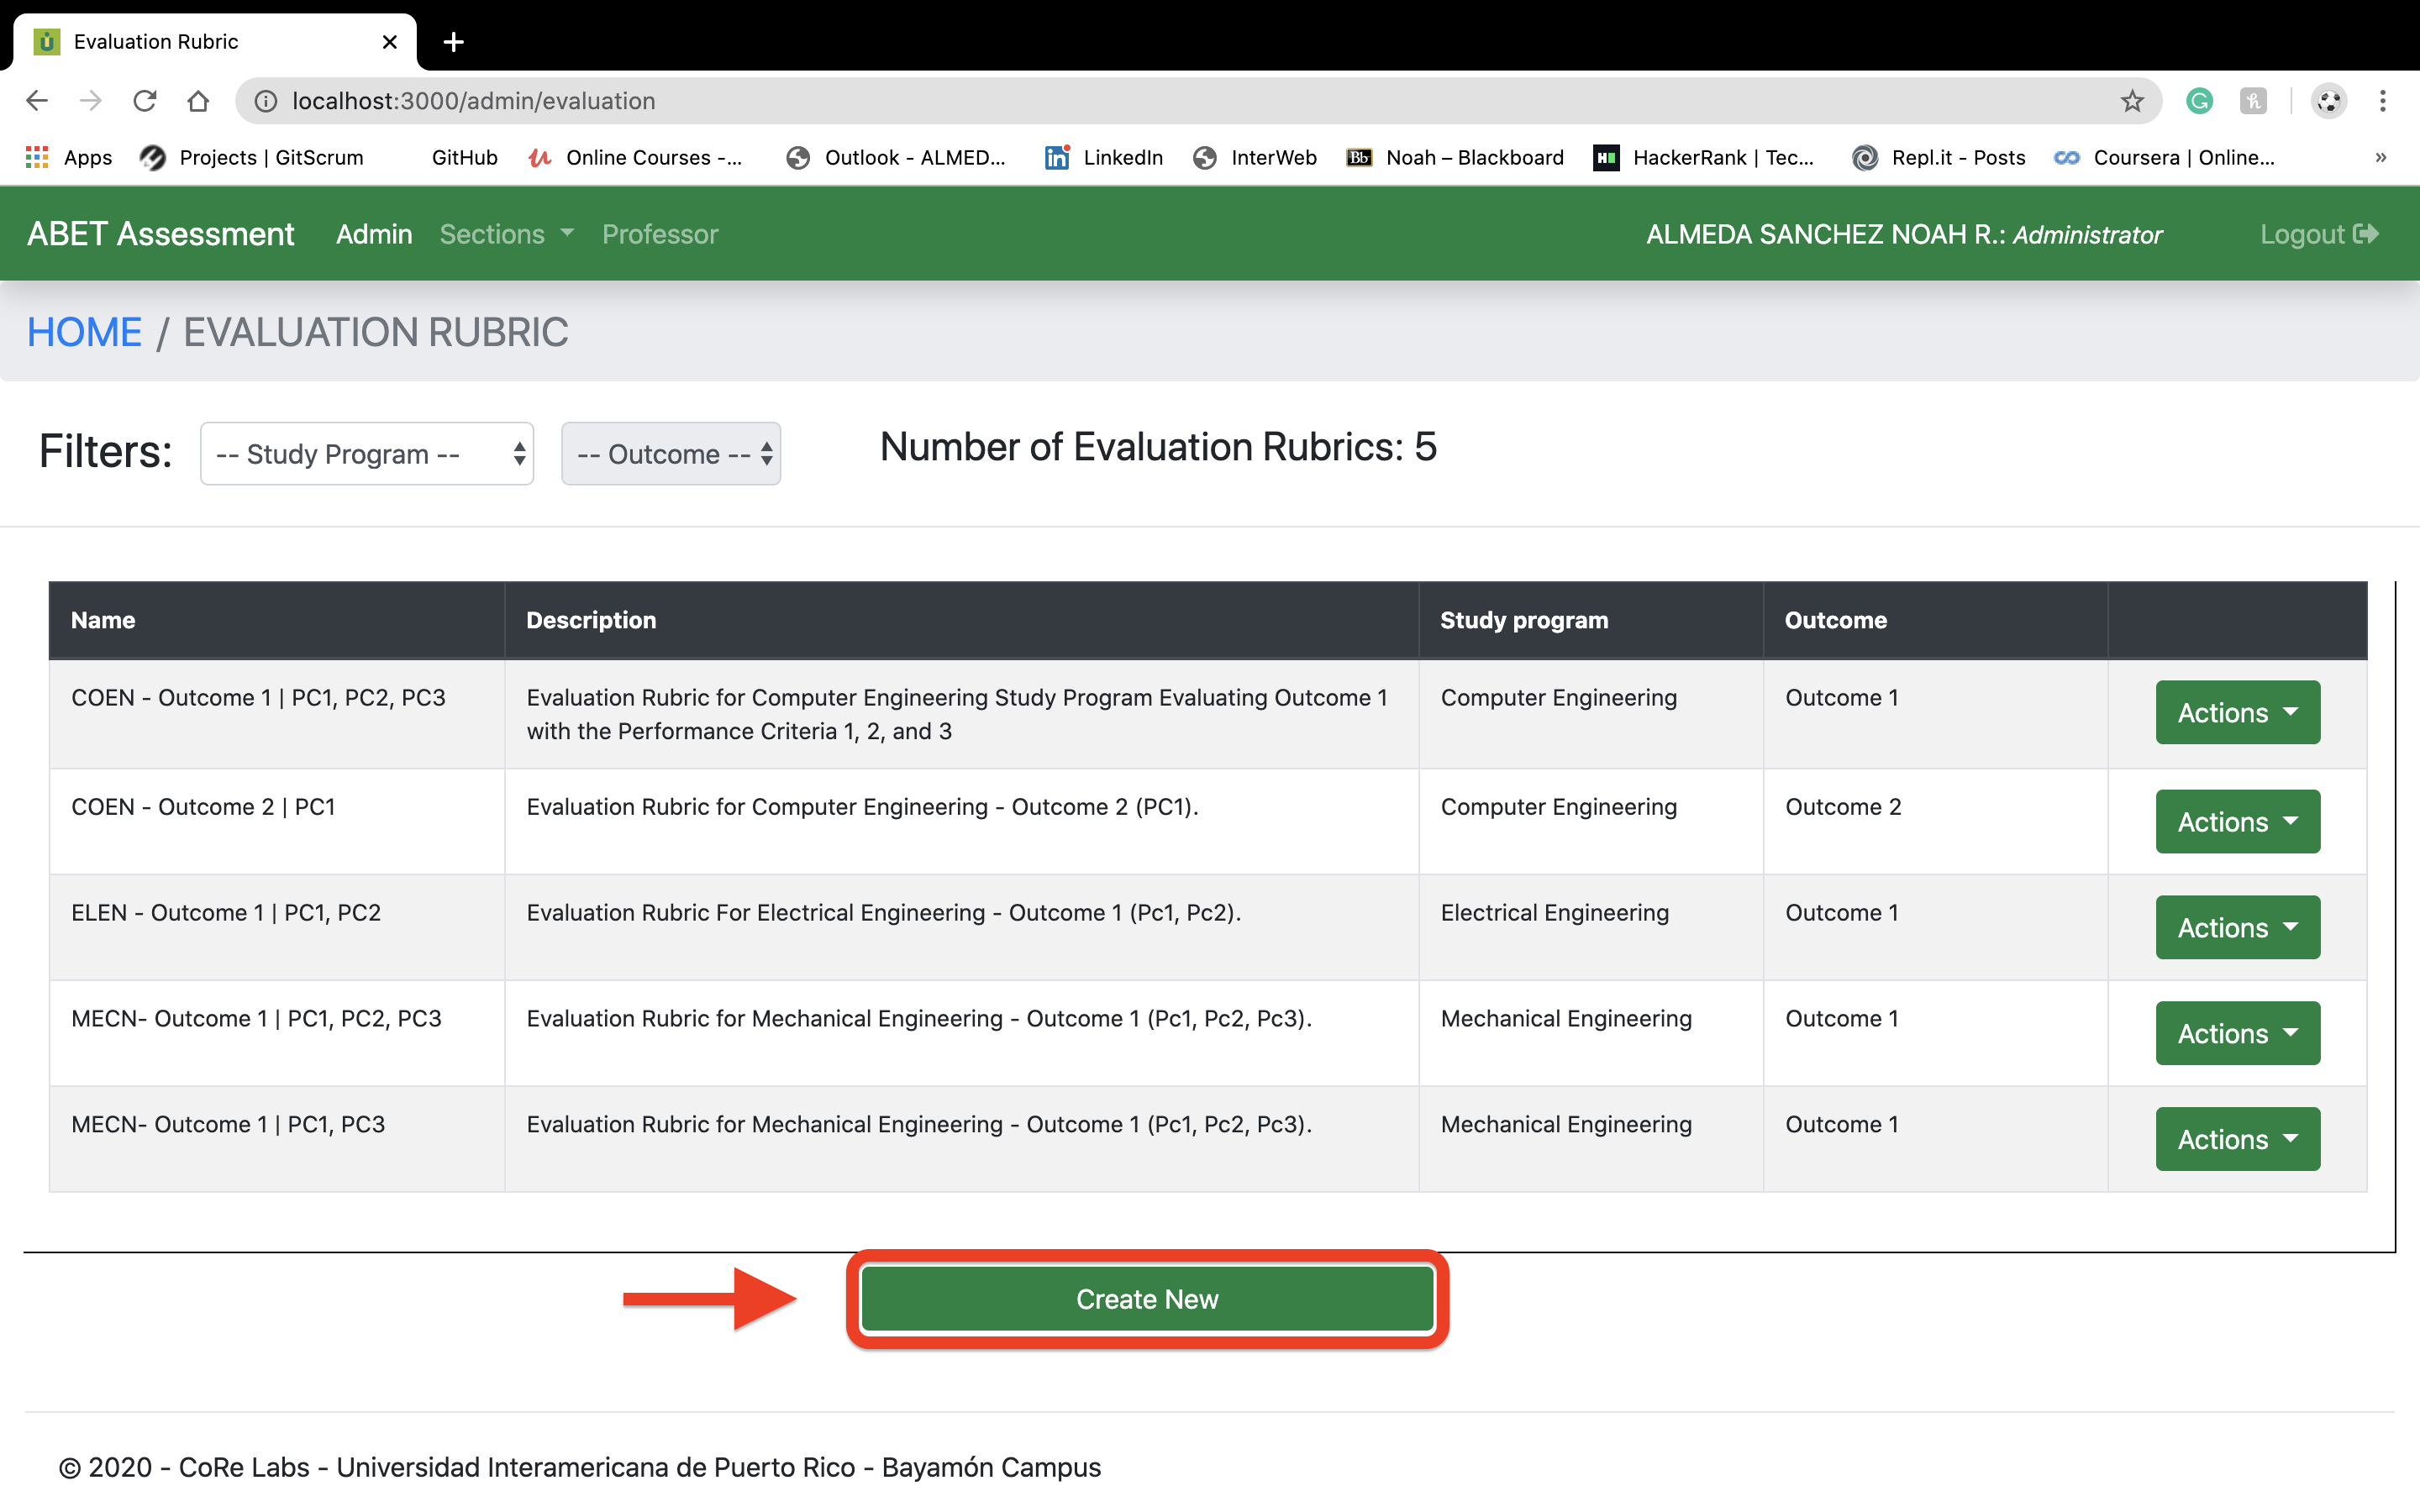 Evaluation Rubric
localhost:3000/admin/evaluation
Apps Projects | GitScrum GitHub Online Courses -... Outlook - ALMED... LinkedIn InterWeb Bb Noah – Blackboard HackerRank | Tec... Repl.it - Posts Coursera | Online... »
ABET Assessment Admin Sections Professor ALMEDA SANCHEZ NOAH R.: Administrator Logout
HOME / EVALUATION RUBRIC
Filters: -- Study Program -- -- Outcome -- Number of Evaluation Rubrics: 5
Name Description Study program Outcome
COEN - Outcome 1 | PC1, PC2, PC3 Evaluation Rubric for Computer Engineering Study Program Evaluating Outcome 1 Computer Engineering Outcome 1 Actions
with the Performance Criteria 1, 2, and 3
COEN - Outcome 2 | PC1 Evaluation Rubric for Computer Engineering - Outcome 2 (PC1). Computer Engineering Outcome 2 Actions
ELEN - Outcome 1 | PC1, PC2 Evaluation Rubric For Electrical Engineering - Outcome 1 (Pc1, Pc2). Electrical Engineering Outcome 1 Actions
MECN- Outcome 1 | PC1, PC2, PC3 Evaluation Rubric for Mechanical Engineering - Outcome 1 (Pc1, Pc2, Pc3). Mechanical Engineering Outcome 1 Actions
MECN- Outcome 1 | PC1, PC3 Evaluation Rubric for Mechanical Engineering - Outcome 1 (Pc1, Pc2, Pc3). Mechanical Engineering Outcome 1 Actions
Create New
© 2020 - CoRe Labs - Universidad Interamericana de Puerto Rico - Bayamón Campus